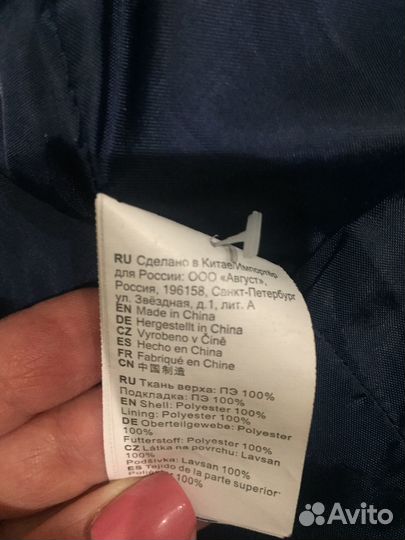 RU Сделано в Китае/Импортёр
для России: ООО «Август»,
Россия, 196158, Санкт-Петербург
ул. Звёздная, д.1, лит. А
EN Made in China
DE Hergestellt in China
CZ Vyrobeno v Číně
ES Hecho en China
FR Fabriqué en Chine
CN 中国制造
RU Ткань верха: ПЭ 100%
Подкладка: ПЭ 100%
EN Shell: Polyester 100%
Lining: Polyester 100%
DE Oberteilgewebe: Polyester
100%
Futterstoff: Polyester 100%
CZ Látka na povrchu: Lavsan
100%
Podšívka: Lavsan 100%
ES Tejido de la parte superior
Poliéster 100%
Avito